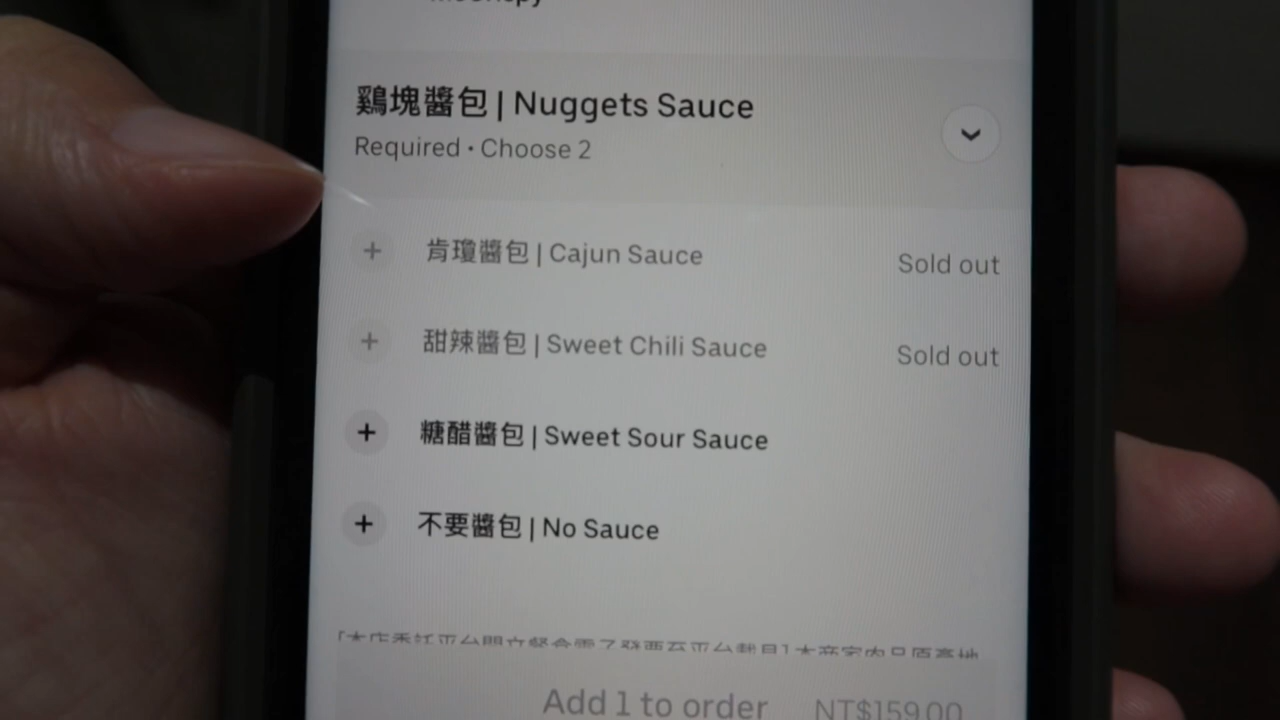 McCrispy
鷄塊醬包 | Nuggets Sauce
Required • Choose 2
肯瓊醬包 | Cajun Sauce
Sold out
甜辣醬包 | Sweet Chili Sauce
Sold out
糖醋醬包 | Sweet Sour Sauce
不要醬包 | No Sauce
Add 1 to order NT$159.00